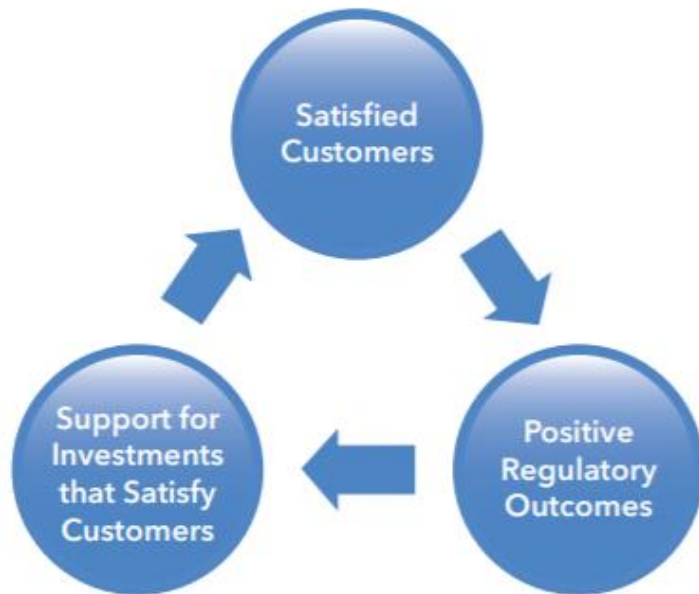 Satisfied
Customers
Positive
Regulatory
Outcomes
Support for
Investments
that Satisfy
Customers